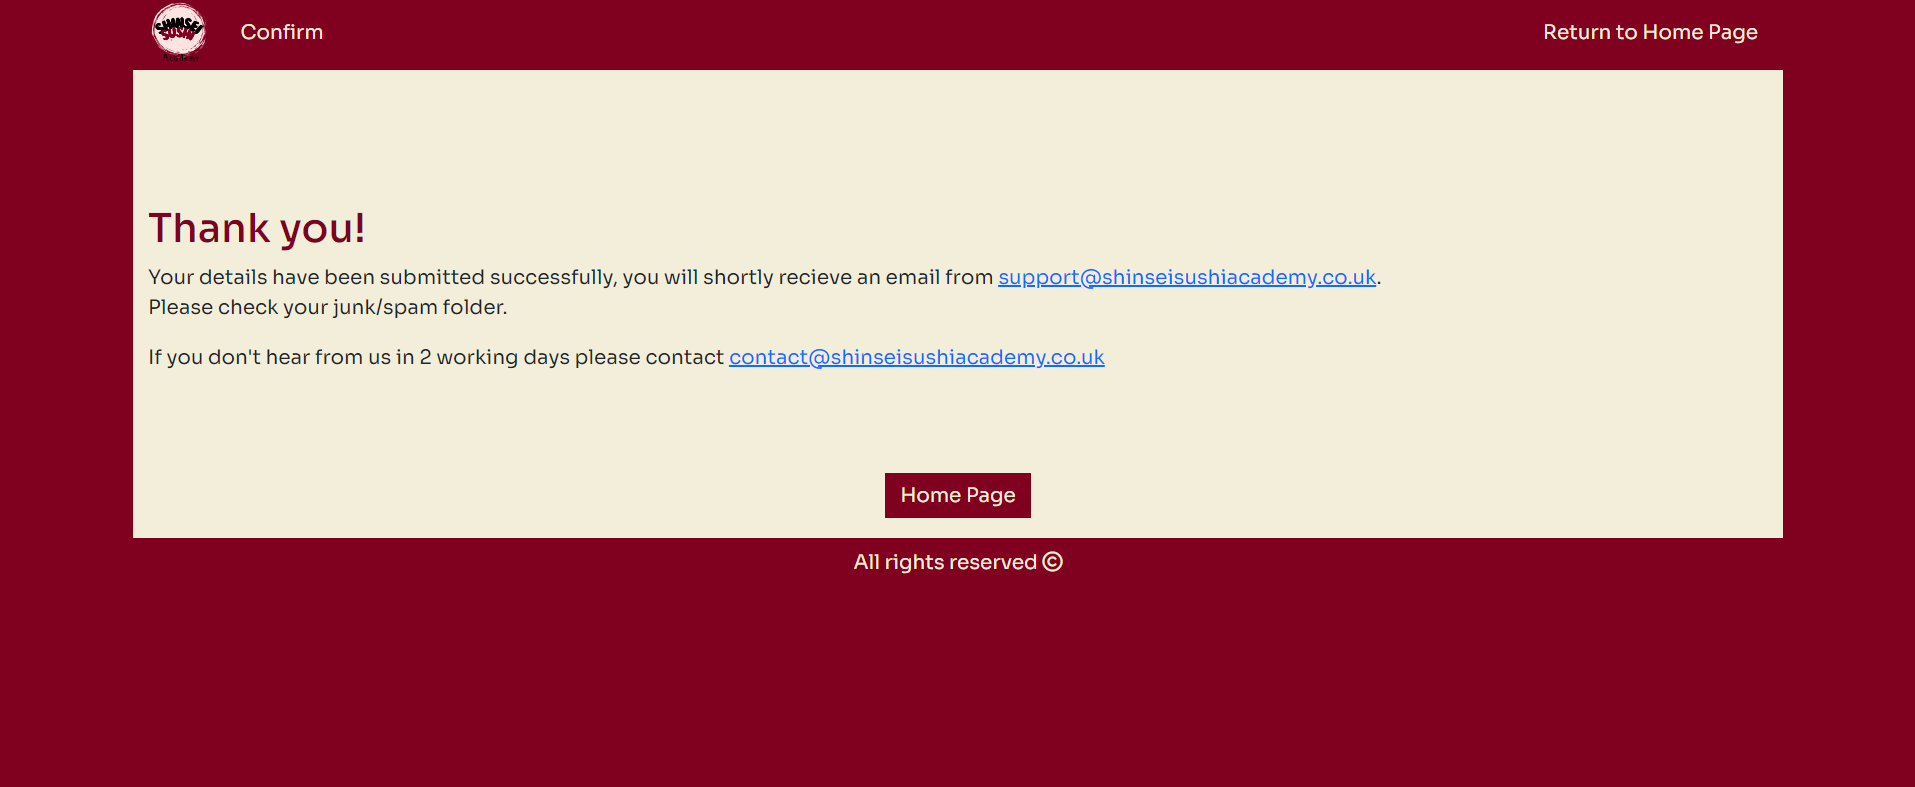 SHINSEI
SUSHI
Academy
Confirm
Return to Home Page
Thank you!
Your details have been submitted successfully, you will shortly recieve an email from support@shinseisushiacademy.co.uk.
Please check your junk/spam folder.
If you don't hear from us in 2 working days please contact contact@shinseisushiacademy.co.uk
Home Page
All rights reserved ©